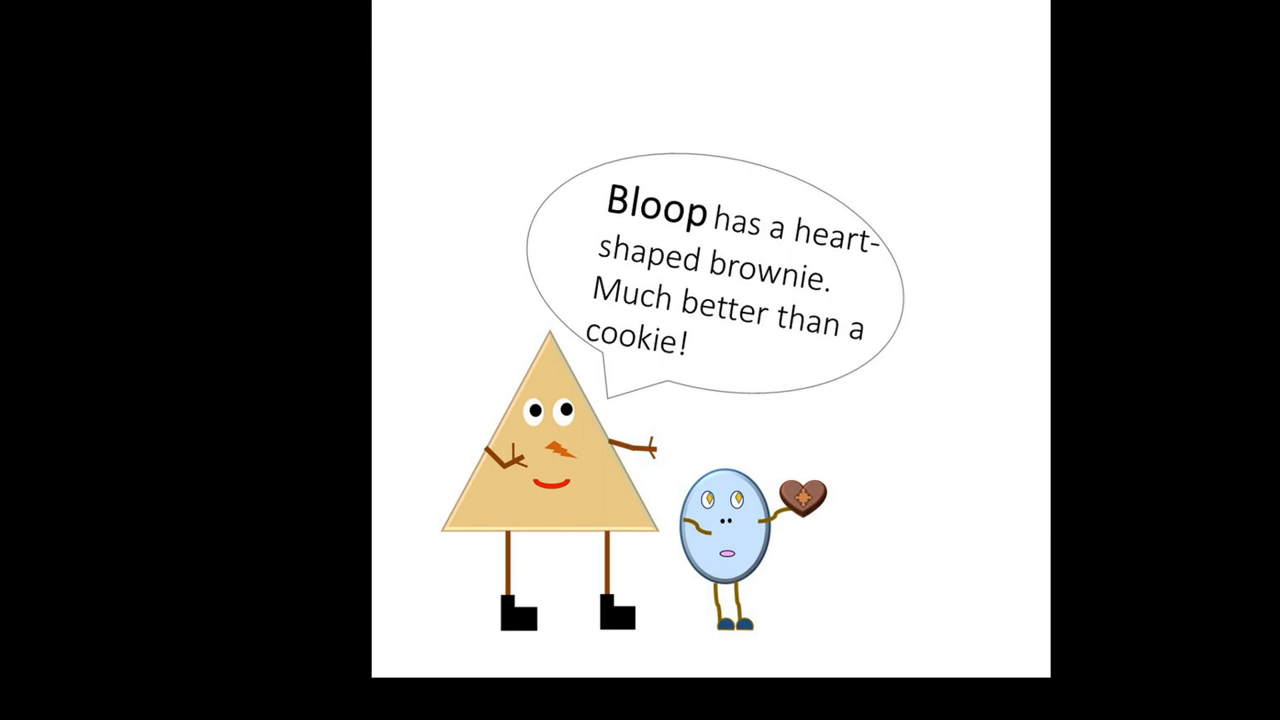 Bloop has a heart-
shaped brownie.
Much better than a
cookie!